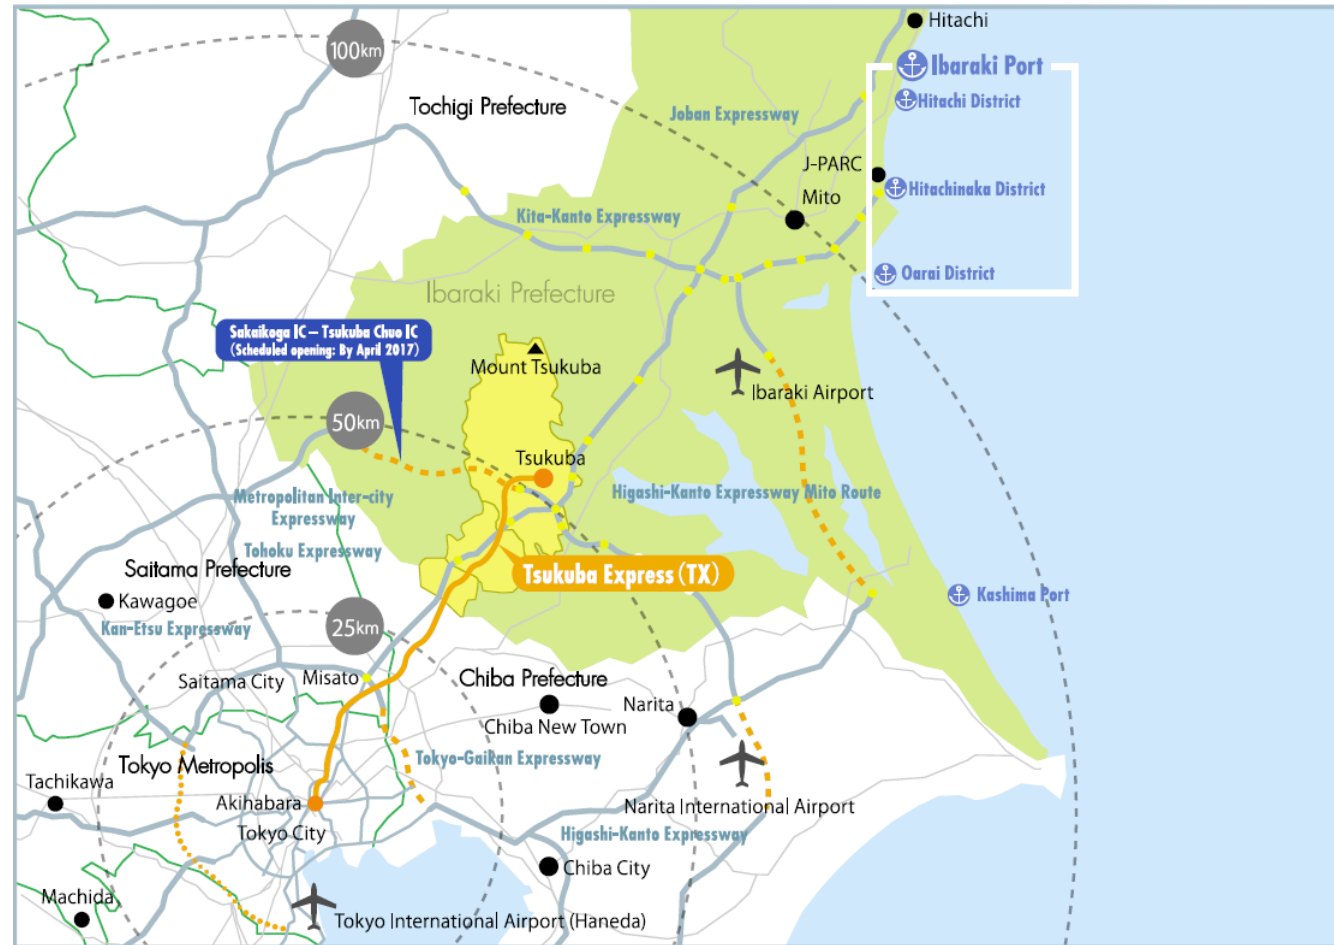 Hitachi
100km
Ibaraki Port
Tochigi Prefecture
Hitachi District
Joban Expressway
J-PARC
Hitachinaka District
Mito
Kita-Kanto Expressway
Oarai District
Ibaraki Prefecture
Sakaikoga IC – Tsukuba Chuo IC
(Scheduled opening: By April 2017)
Mount Tsukuba
Ibaraki Airport
50km
Tsukuba
Metropolitan Inter-city
Expressway
Higashi-Kanto Expressway Mito Route
Tohoku Expressway
Saitama Prefecture
Tsukuba Express (TX)
Kawagoe
Kashima Port
Kan-Etsu Expressway
25km
Saitama City
Misato
Chiba Prefecture
Narita
Chiba New Town
Tokyo Metropolis
Tokyo-GaiKan Expressway
Tachikawa
Akihabara
Narita International Airport
Tokyo City
Higashi-Kanto Expressway
Chiba City
Machida
Tokyo International Airport (Haneda)